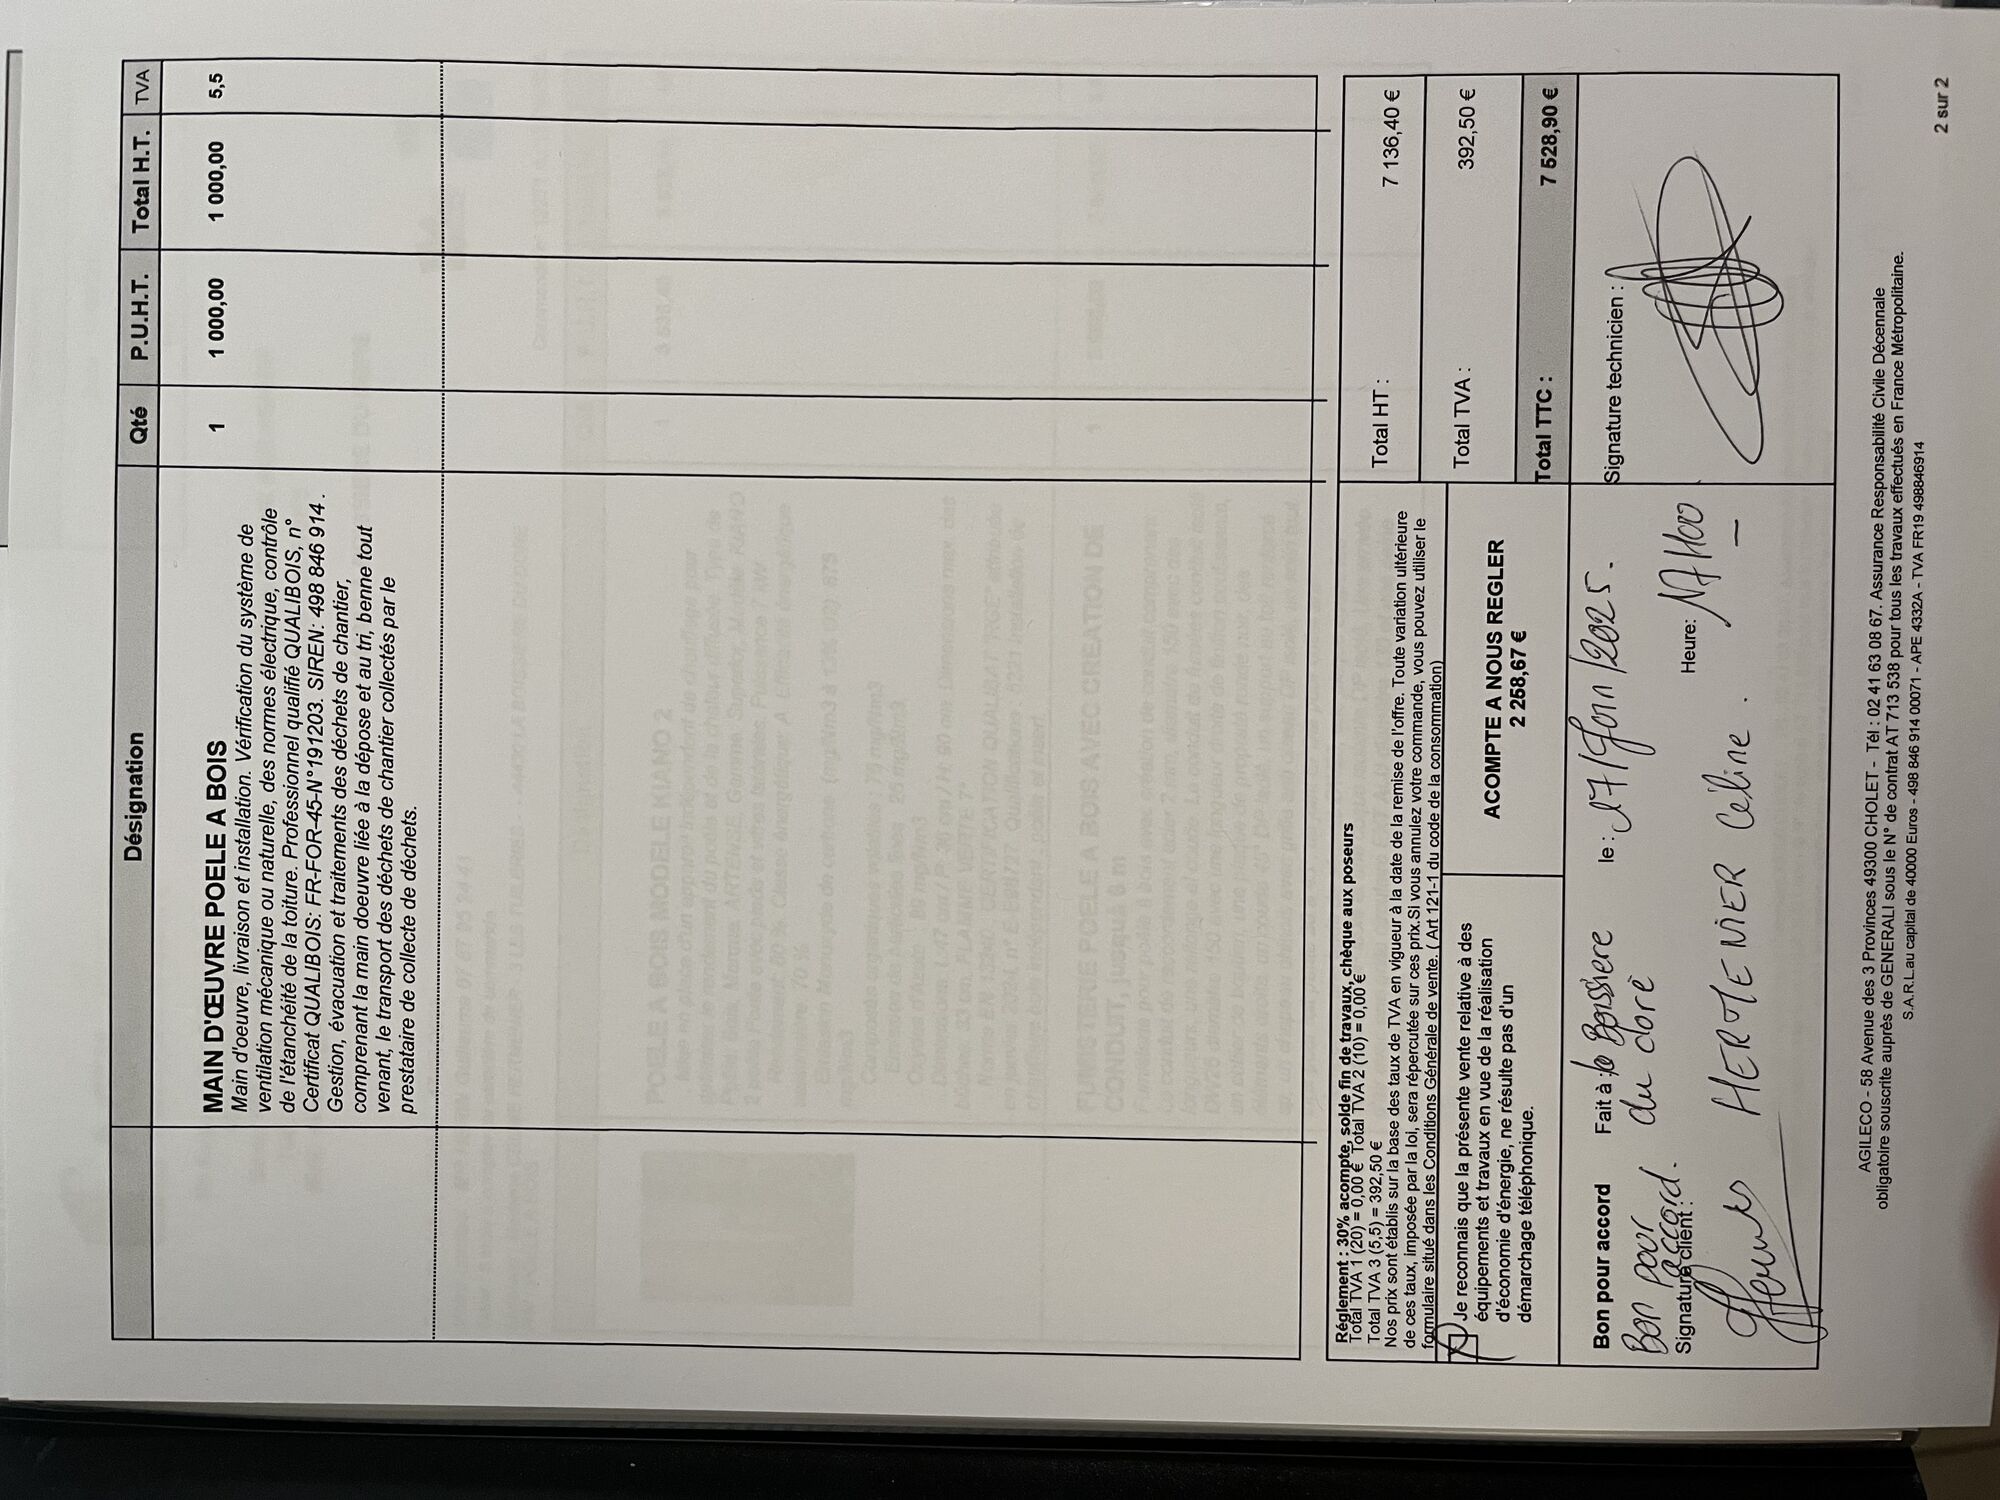 Désignation Qté P.U.H.T. Total H.T. TVA
MAIN D'ŒUVRE POELE A BOIS 1 1 000,00 1 000,00 5,5
Main d'oeuvre, livraison et installation. Vérification du système de
ventilation mécanique ou naturelle, des normes électrique, contrôle
de l'étanchéité de la toiture. Professionnel qualifié QUALIBOIS, n°
Certificat QUALIBOIS: FR-FOR-45-N°191203. SIREN: 498 846 914.
Gestion, évacuation et traitements des déchets de chantier,
comprenant la main doeuvre liée à la dépose et au tri, benne tout
venant, le transport des déchets de chantier collectés par le
prestataire de collecte de déchets.
Réglement : 30% acompte, solde fin de travaux, chèque aux poseurs
Total TVA 1 (20) = 0,00 € Total TVA 2 (10) = 0,00 €
Total TVA 3 (5,5) = 392,50 €
Nos prix sont établis sur la base des taux de TVA en vigueur à la date de la remise de l'offre. Toute variation ultérieure
de ces taux, imposée par la loi, sera répercutée sur ces prix.Si vous annulez votre commande, vous pouvez utiliser le
formulaire situé dans les Conditions Générale de vente. ( Art 121-1 du code de la consommation)
Total HT : 7 136,40 €
Total TVA : 392,50 €
Total TTC : 7 528,90 €
Je reconnais que la présente vente relative à des
équipements et travaux en vue de la réalisation
d'économie d'énergie, ne résulte pas d'un
démarchage téléphonique.
ACOMPTE A NOUS REGLER
2 258,67 €
Bon pour accord Fait à : la Boissiere le : 17/Juin/2025.
du doré
Bon pour
accord.
Heure:
Signature client :
HERMENIER Céline.
Signature technicien :
AGILECO - 58 Avenue des 3 Provinces 49300 CHOLET - Tél : 02 41 63 08 67. Assurance Responsabilité Civile Décennale
obligatoire souscrite auprès de GENERALI sous le N° de contrat AT 713 538 pour tous les travaux effectués en France Métropolitaine.
S.A.R.L.au capital de 40000 Euros - 498 846 914 00071 - APE 4332A - TVA FR19 498846914
2 sur 2